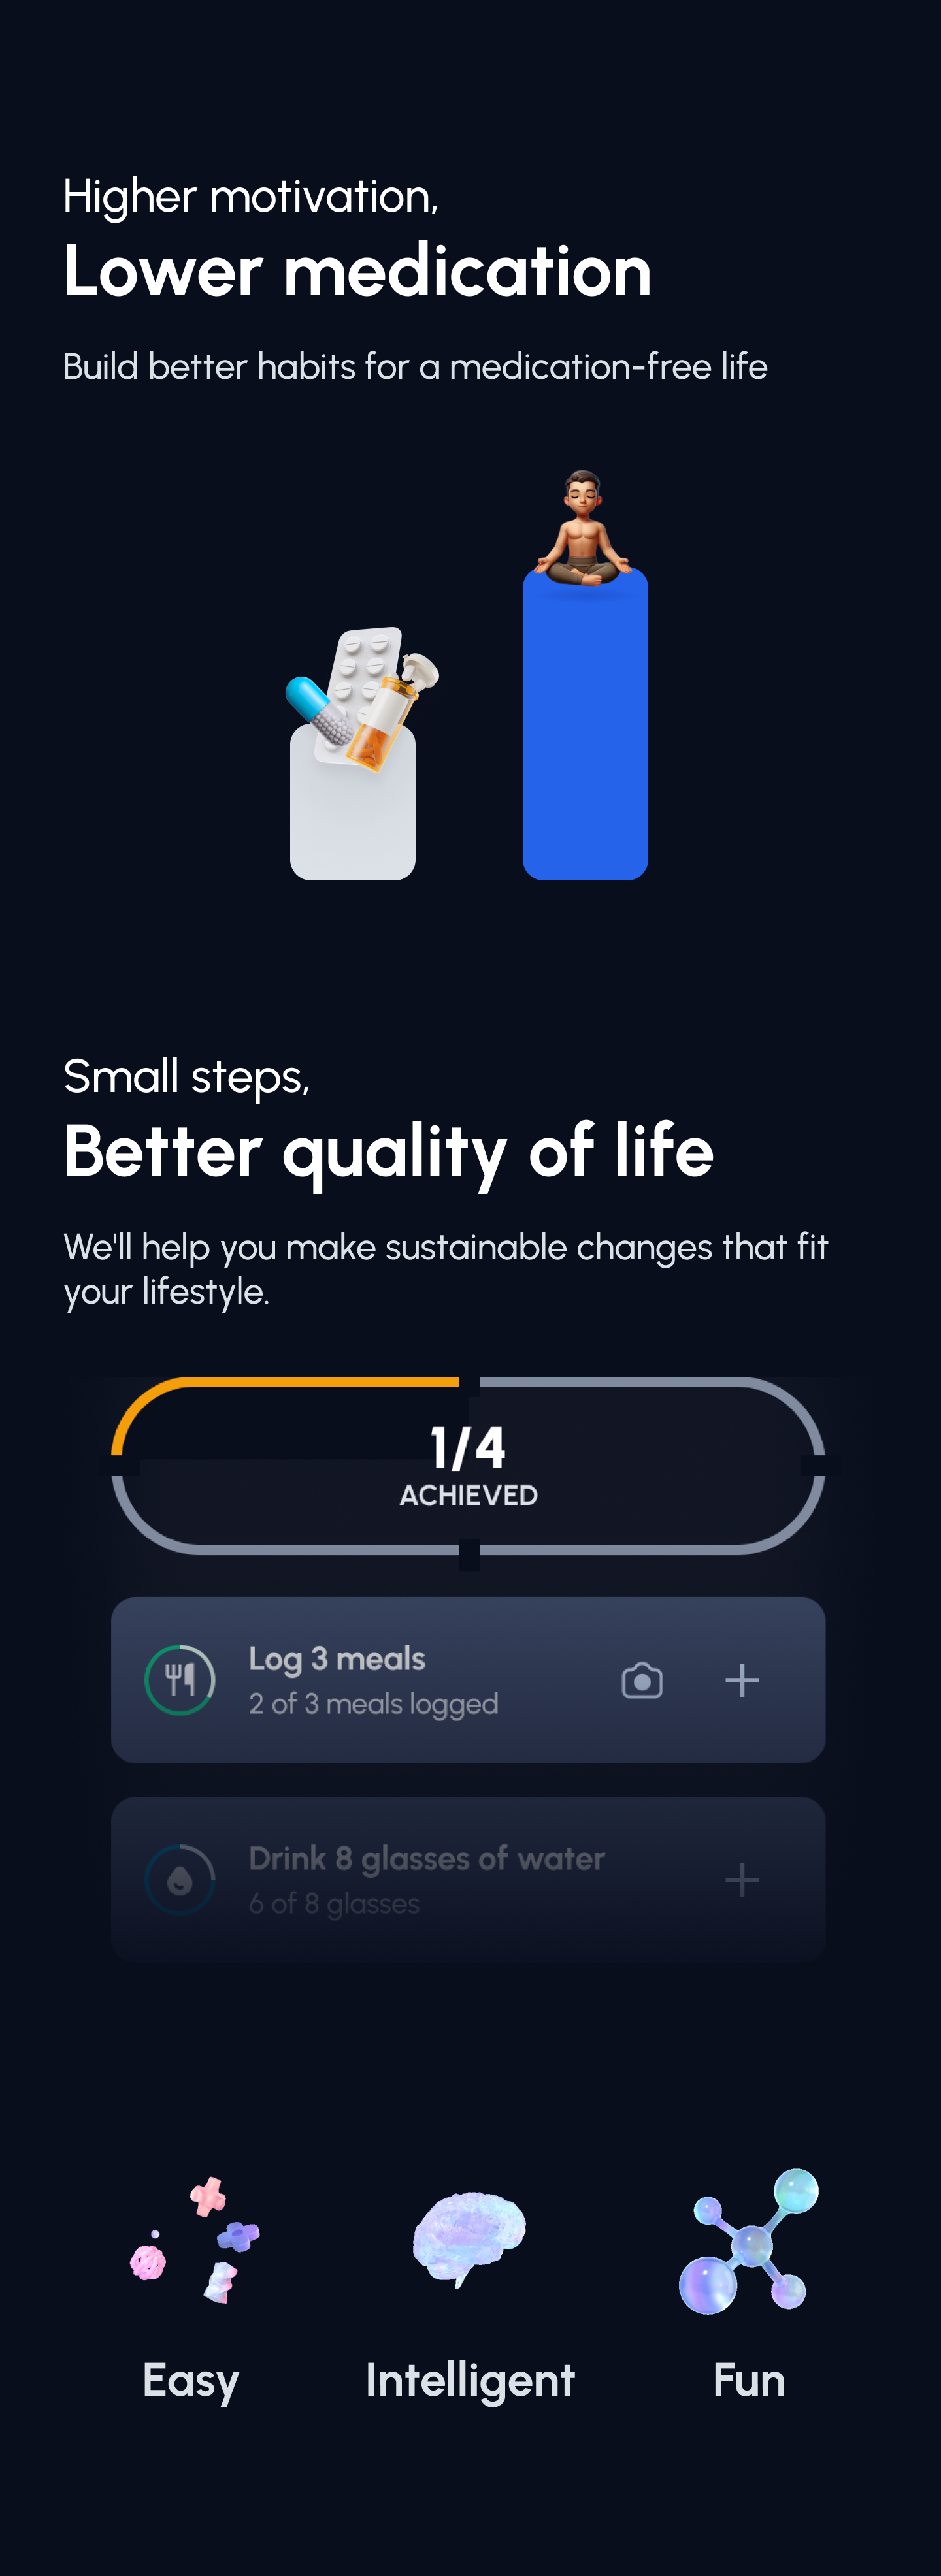 Higher motivation,
Lower medication
Build better habits for a medication-free life
Small steps,
Better quality of life
We'll help you make sustainable changes that fit
your lifestyle.
1/4
ACHIEVED
Log 3 meals
2 of 3 meals logged
Drink 8 glasses of water
6 of 8 glasses
Easy
Intelligent
Fun